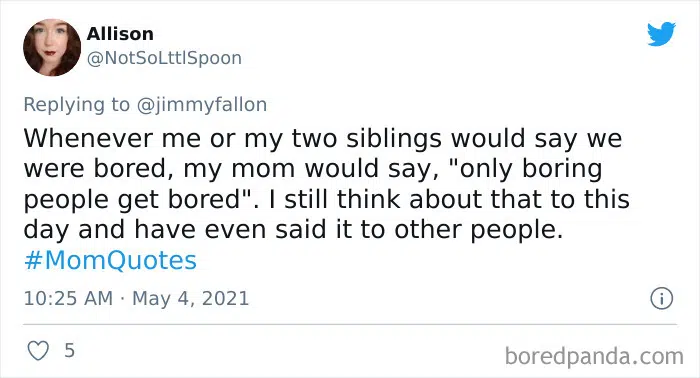 Allison
@NotSoLttlSpoon
Replying to @jimmyfallon
Whenever me or my two siblings would say we
were bored, my mom would say, "only boring
people get bored". I still think about that to this
day and have even said it to other people.
#MomQuotes
10:25 AM · May 4, 2021
5
boredpanda.com